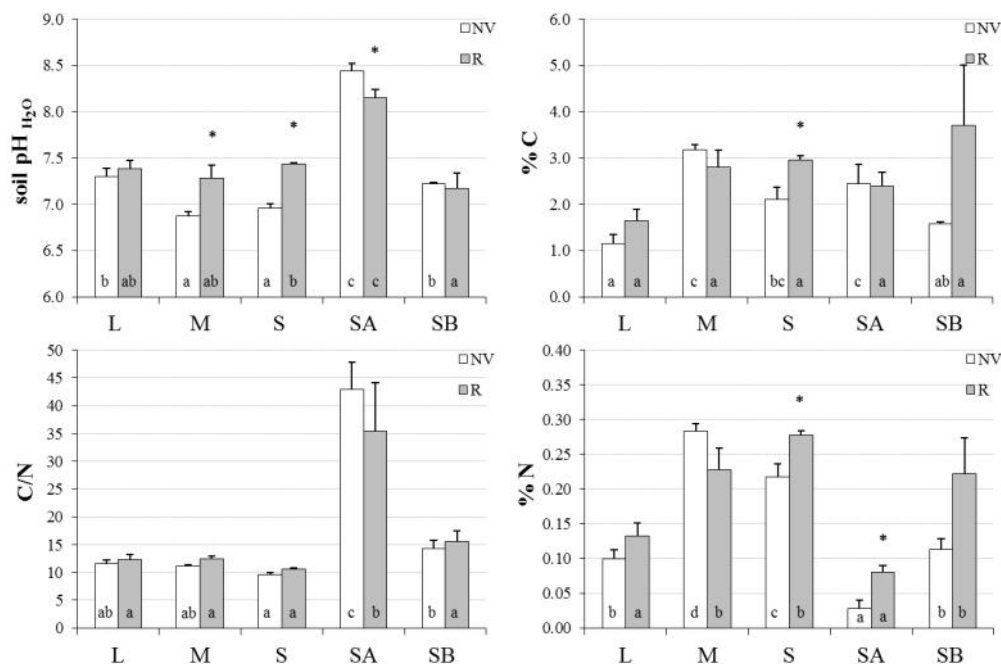 9.0
8.5
8.0
7.5
7.0
6.5
6.0
soil pH H₂O
NV
R
*
*
*
b ab a ab a b c c b a
L M S SA SB
6.0
5.0
4.0
3.0
2.0
1.0
0.0
% C
NV
R
*
a a c a bc a c a ab a
L M S SA SB
50
45
40
35
30
25
20
15
10
5
0
C/N
NV
R
ab a ab a a a c b b a
L M S SA SB
0.40
0.35
0.30
0.25
0.20
0.15
0.10
0.05
0.00
% N
NV
R
*
*
b a d b c b a a b b
L M S SA SB